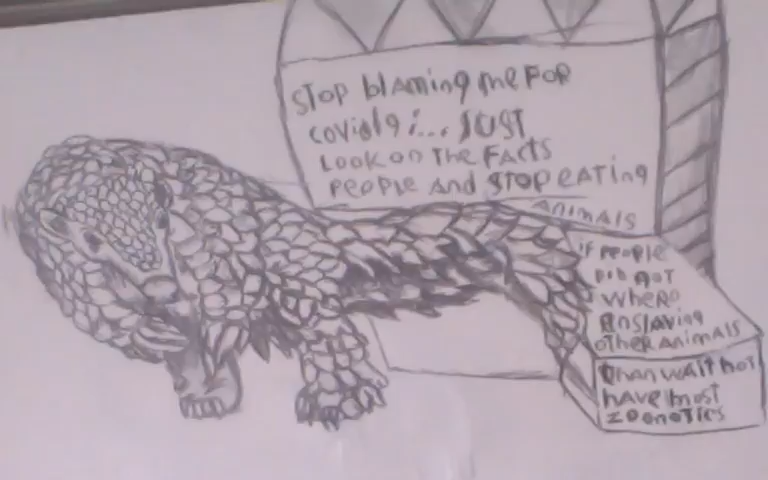 STOP blaming me FOR
covid19 ;... JUST
LOOK on THE FACTS
PEOPLE AND STOP EATing
ANIMALS
if PEOPLE
DID not
WHERe
enslaving
other ANIMALS
THAN WAIT not
HAVE most
ZOONOTICS